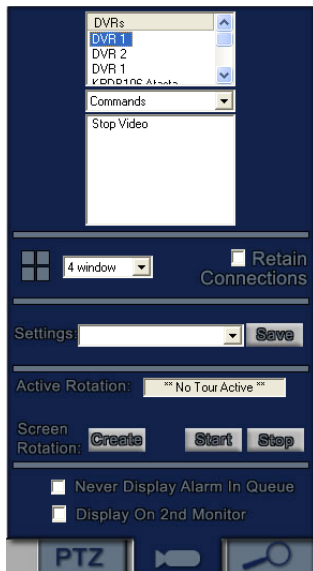 DVRs
DVR 1
DVR 2
DVR 1
Commands
Stop Video
4 window
Retain
Connections
Settings:
Save
Active Rotation:
** No Tour Active **
Screen
Rotation:
Create
Start
Stop
Never Display Alarm In Queue
Display On 2nd Monitor
PTZ